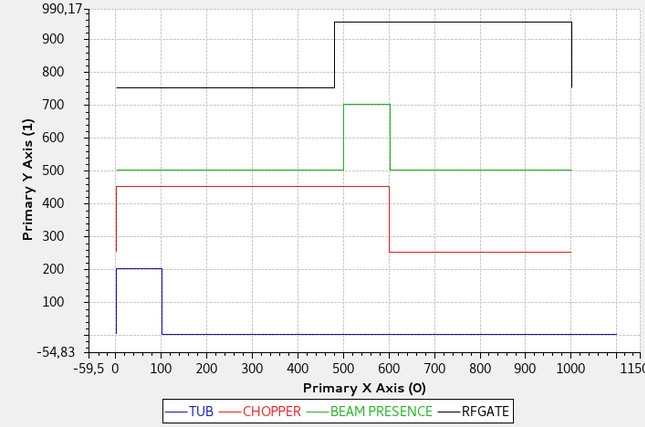 990,17
900
800
700
600
500
400
300
200
100
-54,83
Primary Y Axis (1)
-59,5 0 100 200 300 400 500 600 700 800 900 1000 1150
Primary X Axis (0)
TUB CHOPPER BEAM PRESENCE RFGATE